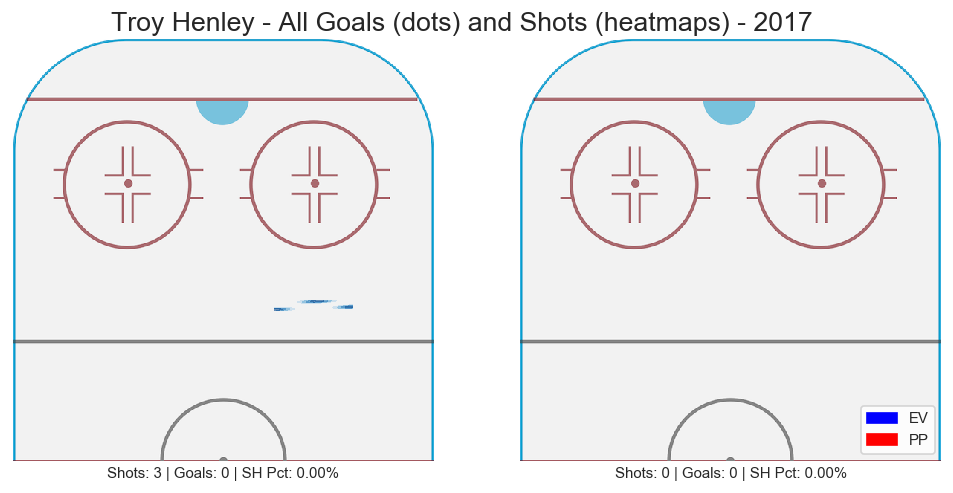 Troy Henley - All Goals (dots) and Shots (heatmaps) - 2017
EV
PP
Shots: 3 | Goals: 0 | SH Pct: 0.00%
Shots: 0 | Goals: 0 | SH Pct: 0.00%